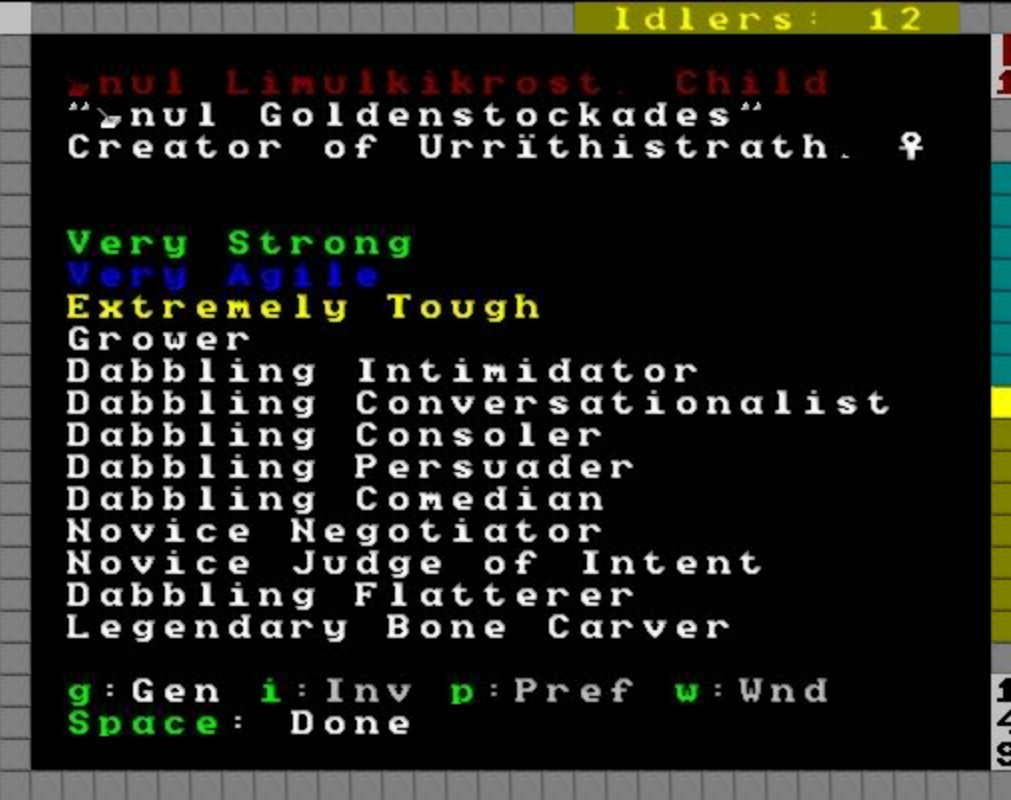 Idlers: 12
Limulkikrost, Child
Goldenstockades"
Creator of Urrïthistrath, ♀
Very Strong
Very Agile
Extremely Tough
Grower
Dabbling Intimidator
Dabbling Conversationalist
Dabbling Consoler
Dabbling Persuader
Dabbling Comedian
Novice Negotiator
Novice Judge of Intent
Dabbling Flatterer
Legendary Bone Carver
g:Gen i:Inv p:Pref w:Wnd
Space: Done